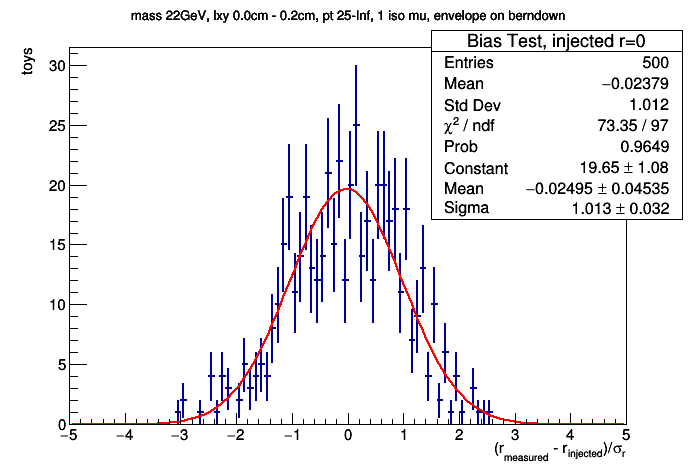 mass 22GeV, lxy 0.0cm - 0.2cm, pt 25-Inf, 1 iso mu, envelope on berndown
toys
Bias Test, injected r=0
Entries 500
Mean −0.02379
Std Dev 1.012
χ² / ndf 73.35 / 97
Prob 0.9649
Constant 19.65 ± 1.08
Mean −0.02495 ± 0.04535
Sigma 1.013 ± 0.032
30
25
20
15
10
5
0
−5 −4 −3 −2 −1 0 1 2 3 4 5
(r_measured - r_injected)/σ_r